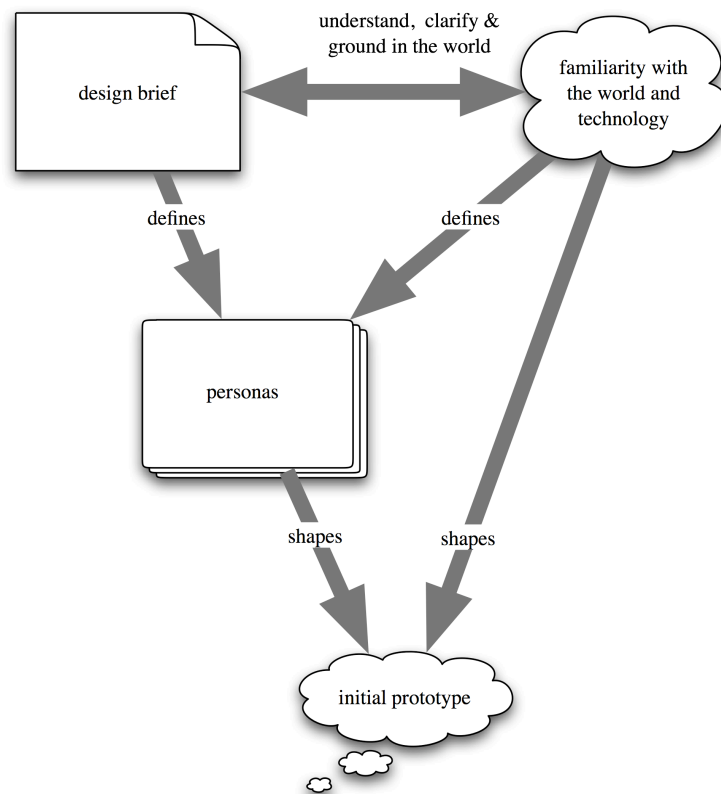 understand, clarify &
ground in the world
design brief
familiarity with
the world and
technology
defines
defines
personas
shapes
shapes
initial prototype